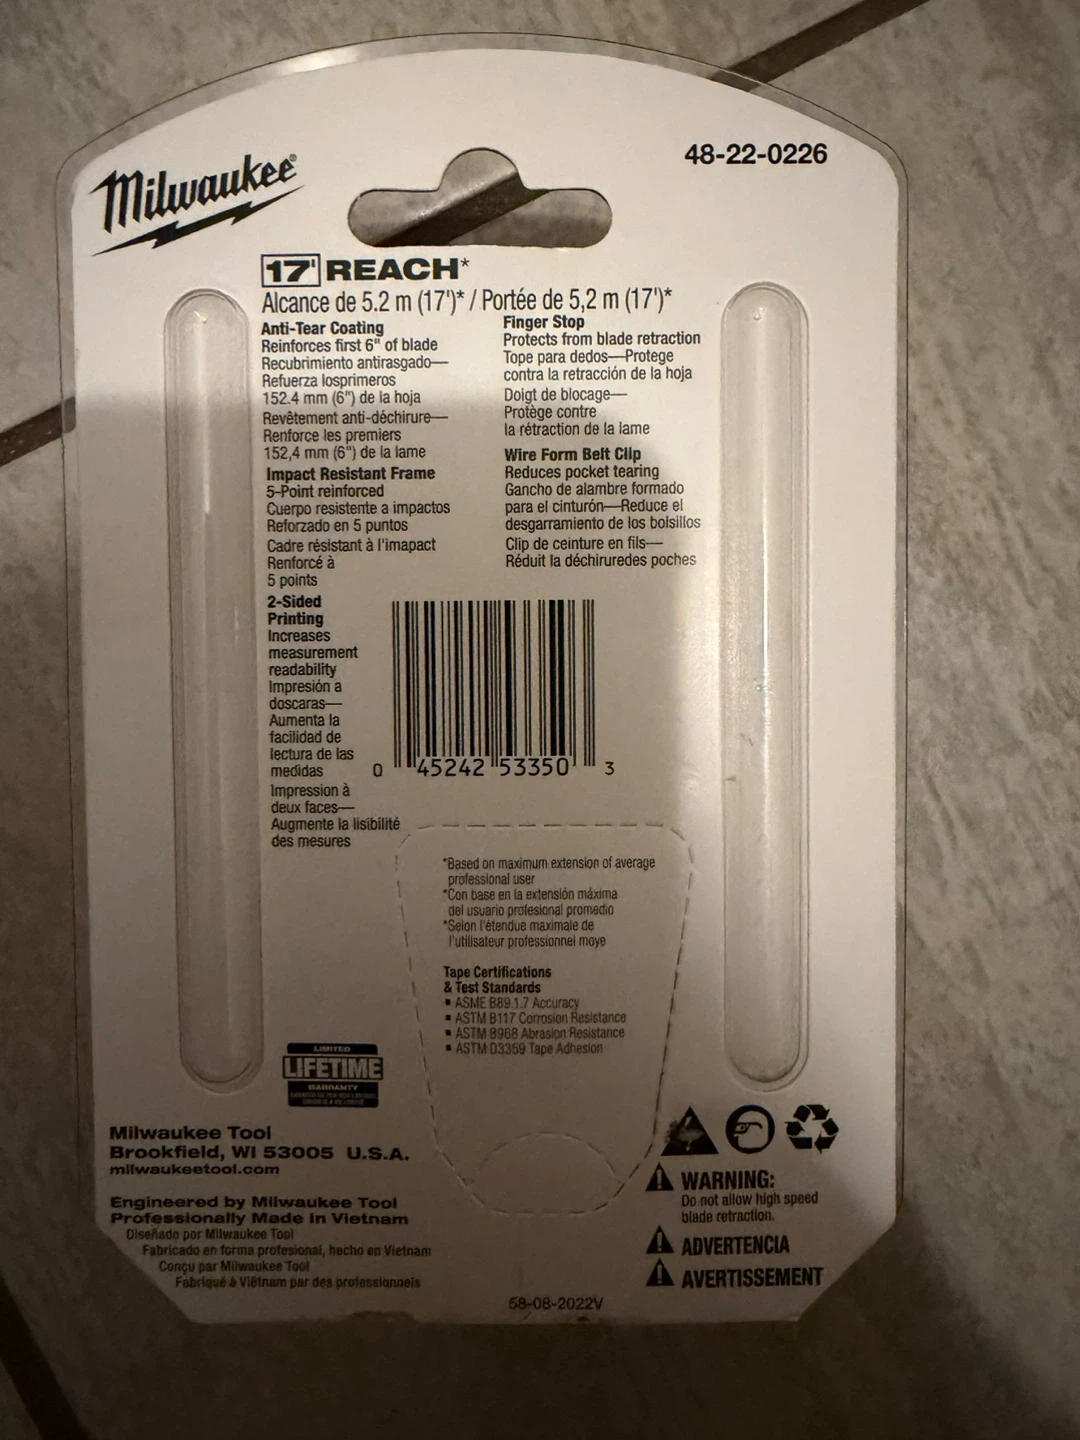 Milwaukee®
48-22-0226
17' REACH*
Alcance de 5.2 m (17')* / Portée de 5,2 m (17')*
Anti-Tear Coating
Reinforces first 6" of blade
Recubrimiento antirasgado—
Refuerza losprimeros
152.4 mm (6") de la hoja
Revêtement anti-déchirure—
Renforce les premiers
152,4 mm (6") de la lame
Impact Resistant Frame
5-Point reinforced
Cuerpo resistente a impactos
Reforzado en 5 puntos
Cadre résistant à l'imapact
Renforcé à
5 points
2-Sided
Printing
Increases
measurement
readability
Impresión a
doscaras—
Aumenta la
facilidad de
lectura de las
medidas
Impression à
deux faces—
Augmente la lisibilité
des mesures
Finger Stop
Protects from blade retraction
Tope para dedos—Protege
contra la retracción de la hoja
Doigt de blocage—
Protège contre
la rétraction de la lame
Wire Form Belt Clip
Reduces pocket tearing
Gancho de alambre formado
para el cinturón—Reduce el
desgarramiento de los bolsillos
Clip de ceinture en fils—
Réduit la déchiruredes poches
0 45242 53350 3
*Based on maximum extension of average
professional user
*Con base en la extensión máxima
del usuario profesional promedio
*Selon l'étendue maximale de
l'utilisateur professionnel moye
Tape Certifications
& Test Standards
▪ ASME B89.1.7 Accuracy
▪ ASTM B117 Corrosion Resistance
▪ ASTM B968 Abrasion Resistance
▪ ASTM D3359 Tape Adhesion
LIMITED
LIFETIME
WARRANTY
Milwaukee Tool
Brookfield, WI 53005 U.S.A.
milwaukeetool.com
Engineered by Milwaukee Tool
Professionally Made in Vietnam
Diseñado por Milwaukee Tool
Fabricado en forma profesional, hecho en Vietnam
Conçu par Milwaukee Tool
Fabriqué à Viêtnam par des professionnels
WARNING:
Do not allow high speed
blade retraction.
ADVERTENCIA
AVERTISSEMENT
58-08-2022V